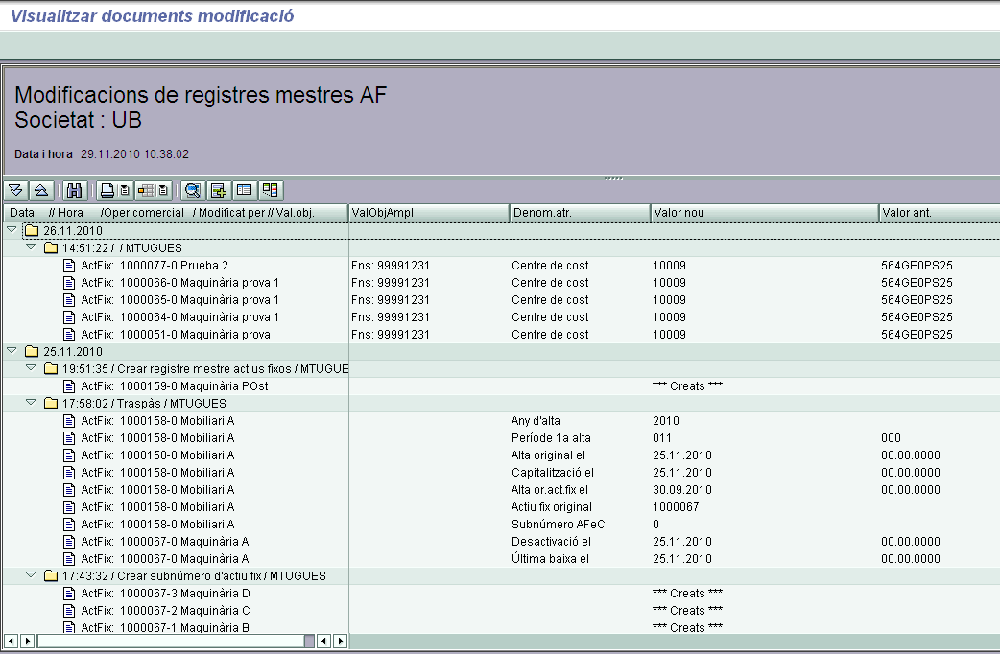 Visualitzar documents modificació
Modificacions de registres mestres AF
Societat : UB
Data i hora 29.11.2010 10:38:02
Data // Hora /Oper.comercial / Modificat per // Val.obj. ValObjAmpl Denom.atr. Valor nou Valor ant.
26.11.2010
14:51:22 / / MTUGUES
ActFix: 1000077-0 Prueba 2 Fns: 99991231 Centre de cost 10009 564GE0PS25
ActFix: 1000066-0 Maquinària prova 1 Fns: 99991231 Centre de cost 10009 564GE0PS25
ActFix: 1000065-0 Maquinària prova 1 Fns: 99991231 Centre de cost 10009 564GE0PS25
ActFix: 1000064-0 Maquinària prova 1 Fns: 99991231 Centre de cost 10009 564GE0PS25
ActFix: 1000051-0 Maquinària prova Fns: 99991231 Centre de cost 10009 564GE0PS25
25.11.2010
19:51:35 / Crear registre mestre actius fixos / MTUGUE
ActFix: 1000159-0 Maquinària POst *** Creats ***
17:58:02 / Traspàs / MTUGUES
ActFix: 1000158-0 Mobiliari A Any d'alta 2010
ActFix: 1000158-0 Mobiliari A Període 1a alta 011 000
ActFix: 1000158-0 Mobiliari A Alta original el 25.11.2010 00.00.0000
ActFix: 1000158-0 Mobiliari A Capitalització el 25.11.2010 00.00.0000
ActFix: 1000158-0 Mobiliari A Alta or.act.fix el 30.09.2010 00.00.0000
ActFix: 1000158-0 Mobiliari A Actiu fix original 1000067
ActFix: 1000158-0 Mobiliari A Subnúmero AFeC 0
ActFix: 1000067-0 Maquinària A Desactivació el 25.11.2010 00.00.0000
ActFix: 1000067-0 Maquinària A Última baixa el 25.11.2010 00.00.0000
17:43:32 / Crear subnúmero d'actiu fix / MTUGUES
ActFix: 1000067-3 Maquinària D *** Creats ***
ActFix: 1000067-2 Maquinària C *** Creats ***
ActFix: 1000067-1 Maquinària B *** Creats ***